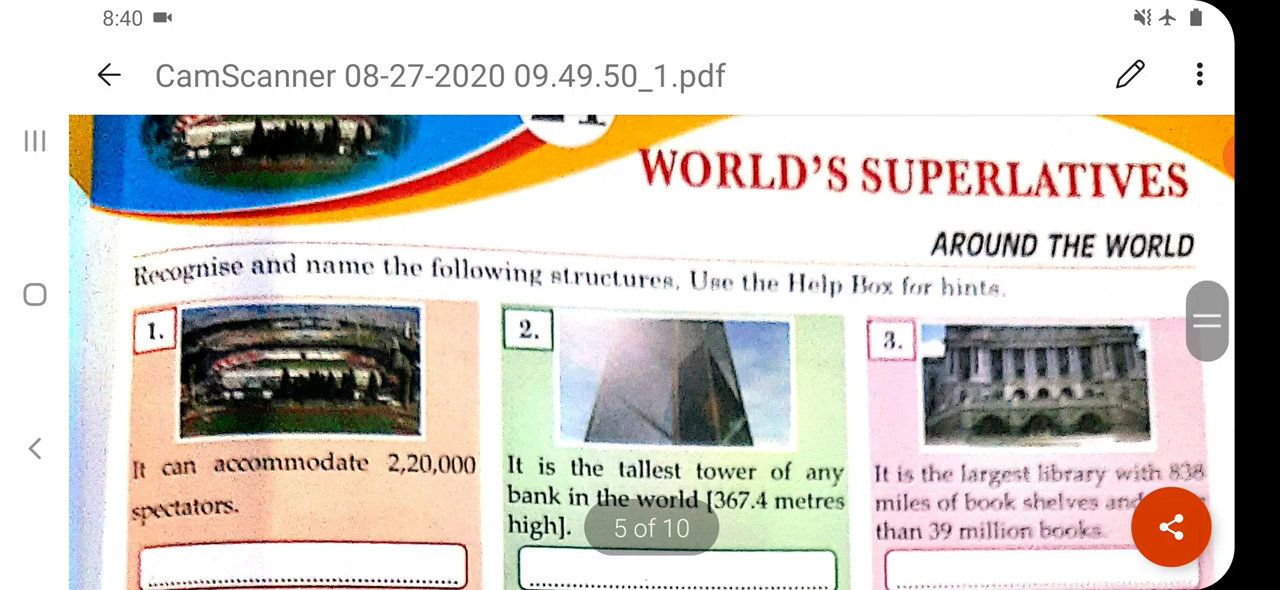 8:40
CamScanner 08-27-2020 09.49.50_1.pdf
WORLD'S SUPERLATIVES
AROUND THE WORLD
Recognise and name the following structures. Use the Help Box for hints.
1.
It can accommodate 2,20,000
spectators.
2.
It is the tallest tower of any
bank in the world [367.4 metres
high].
3.
It is the largest library with 838
miles of book shelves and
than 39 million books.
5 of 10